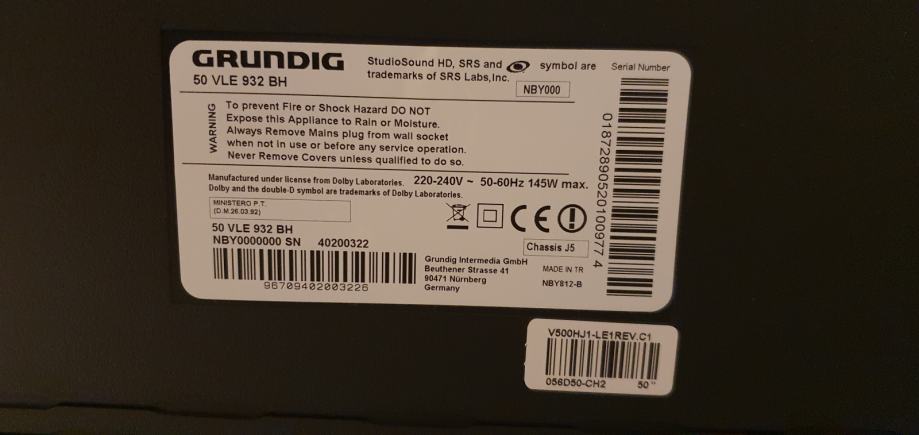 GRUNDIG
50 VLE 932 BH
StudioSound HD, SRS and symbol are
trademarks of SRS Labs,Inc.
NBY000
Serial Number
WARNING
To prevent Fire or Shock Hazard DO NOT
Expose this Appliance to Rain or Moisture.
Always Remove Mains plug from wall socket
when not in use or before any service operation.
Never Remove Covers unless qualified to do so.
Manufactured under license from Dolby Laboratories.
Dolby and the double-D symbol are trademarks of Dolby Laboratories.
220-240V ~ 50-60Hz 145W max.
MINISTERO P.T.
(D.M.26.03.92)
50 VLE 932 BH
NBY0000000 SN 40200322
96709402003226
CE
Chassis J5
Grundig Intermedia GmbH
Beuthener Strasse 41
90471 Nürnberg
Germany
MADE IN TR
NBY812-B
01872890520100977 4
V500HJ1-LE1REV.C1
056D50-CH2 50"